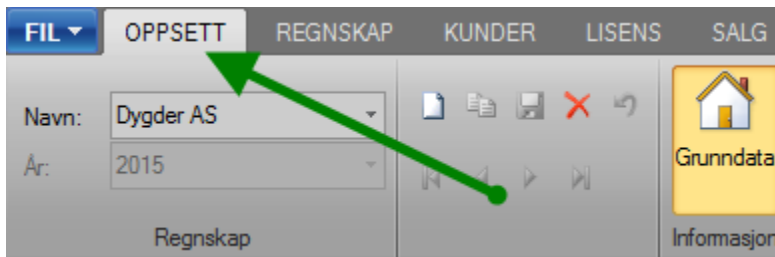 FIL OPPSETT REGNSKAP KUNDER LISENS SALG
Navn: Dygder AS
År: 2015
Grunndata
Regnskap
Informasjon